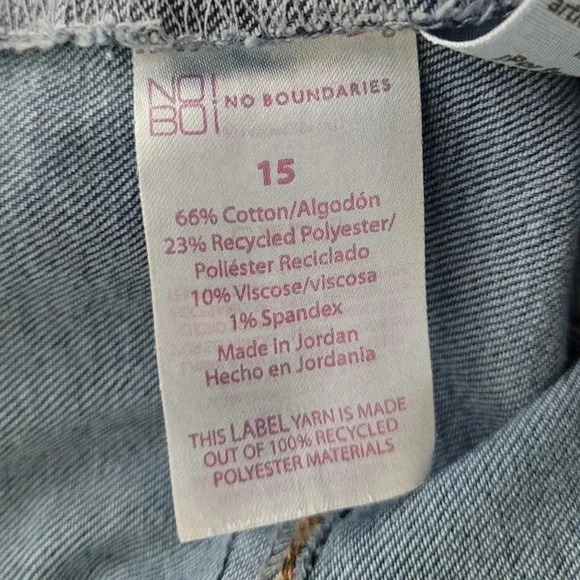 NO!
BO!
NO BOUNDARIES
15
66% Cotton/Algodón
23% Recycled Polyester/
Poliéster Reciclado
10% Viscose/viscosa
1% Spandex
Made in Jordan
Hecho en Jordania
THIS LABEL YARN IS MADE
OUT OF 100% RECYCLED
POLYESTER MATERIALS